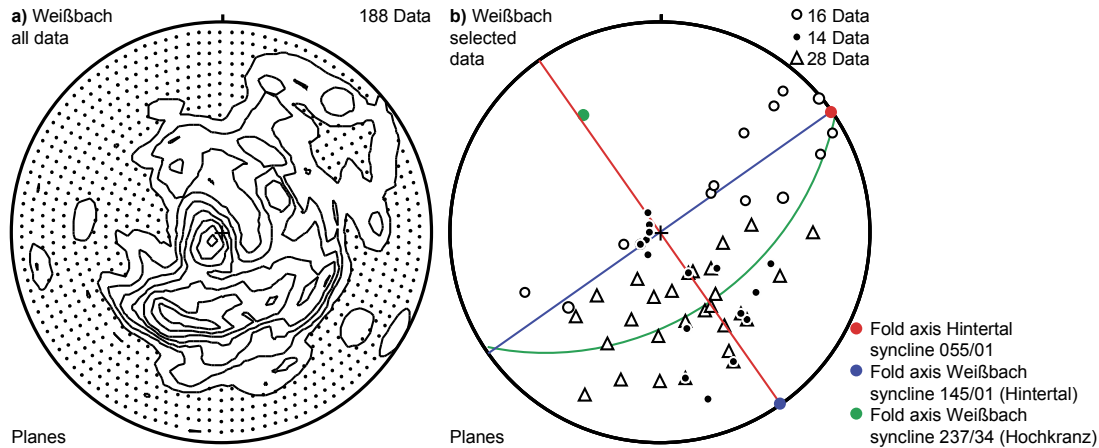 a) Weißbach
all data
188 Data
Planes
b) Weißbach
selected
data
16 Data
14 Data
28 Data
Planes
Fold axis Hintertal
syncline 055/01
Fold axis Weißbach
syncline 145/01 (Hintertal)
Fold axis Weißbach
syncline 237/34 (Hochkranz)